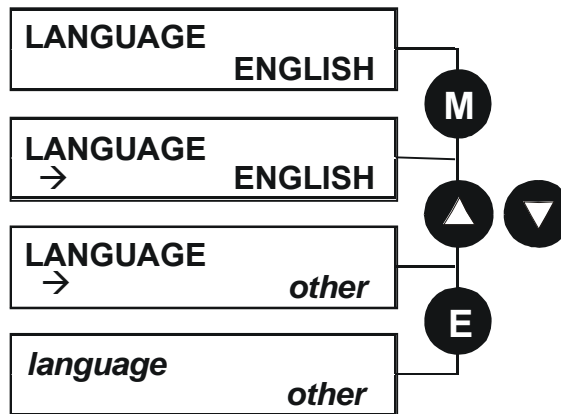 LANGUAGE
ENGLISH
M
LANGUAGE
→ ENGLISH
LANGUAGE
→ other
E
language
other